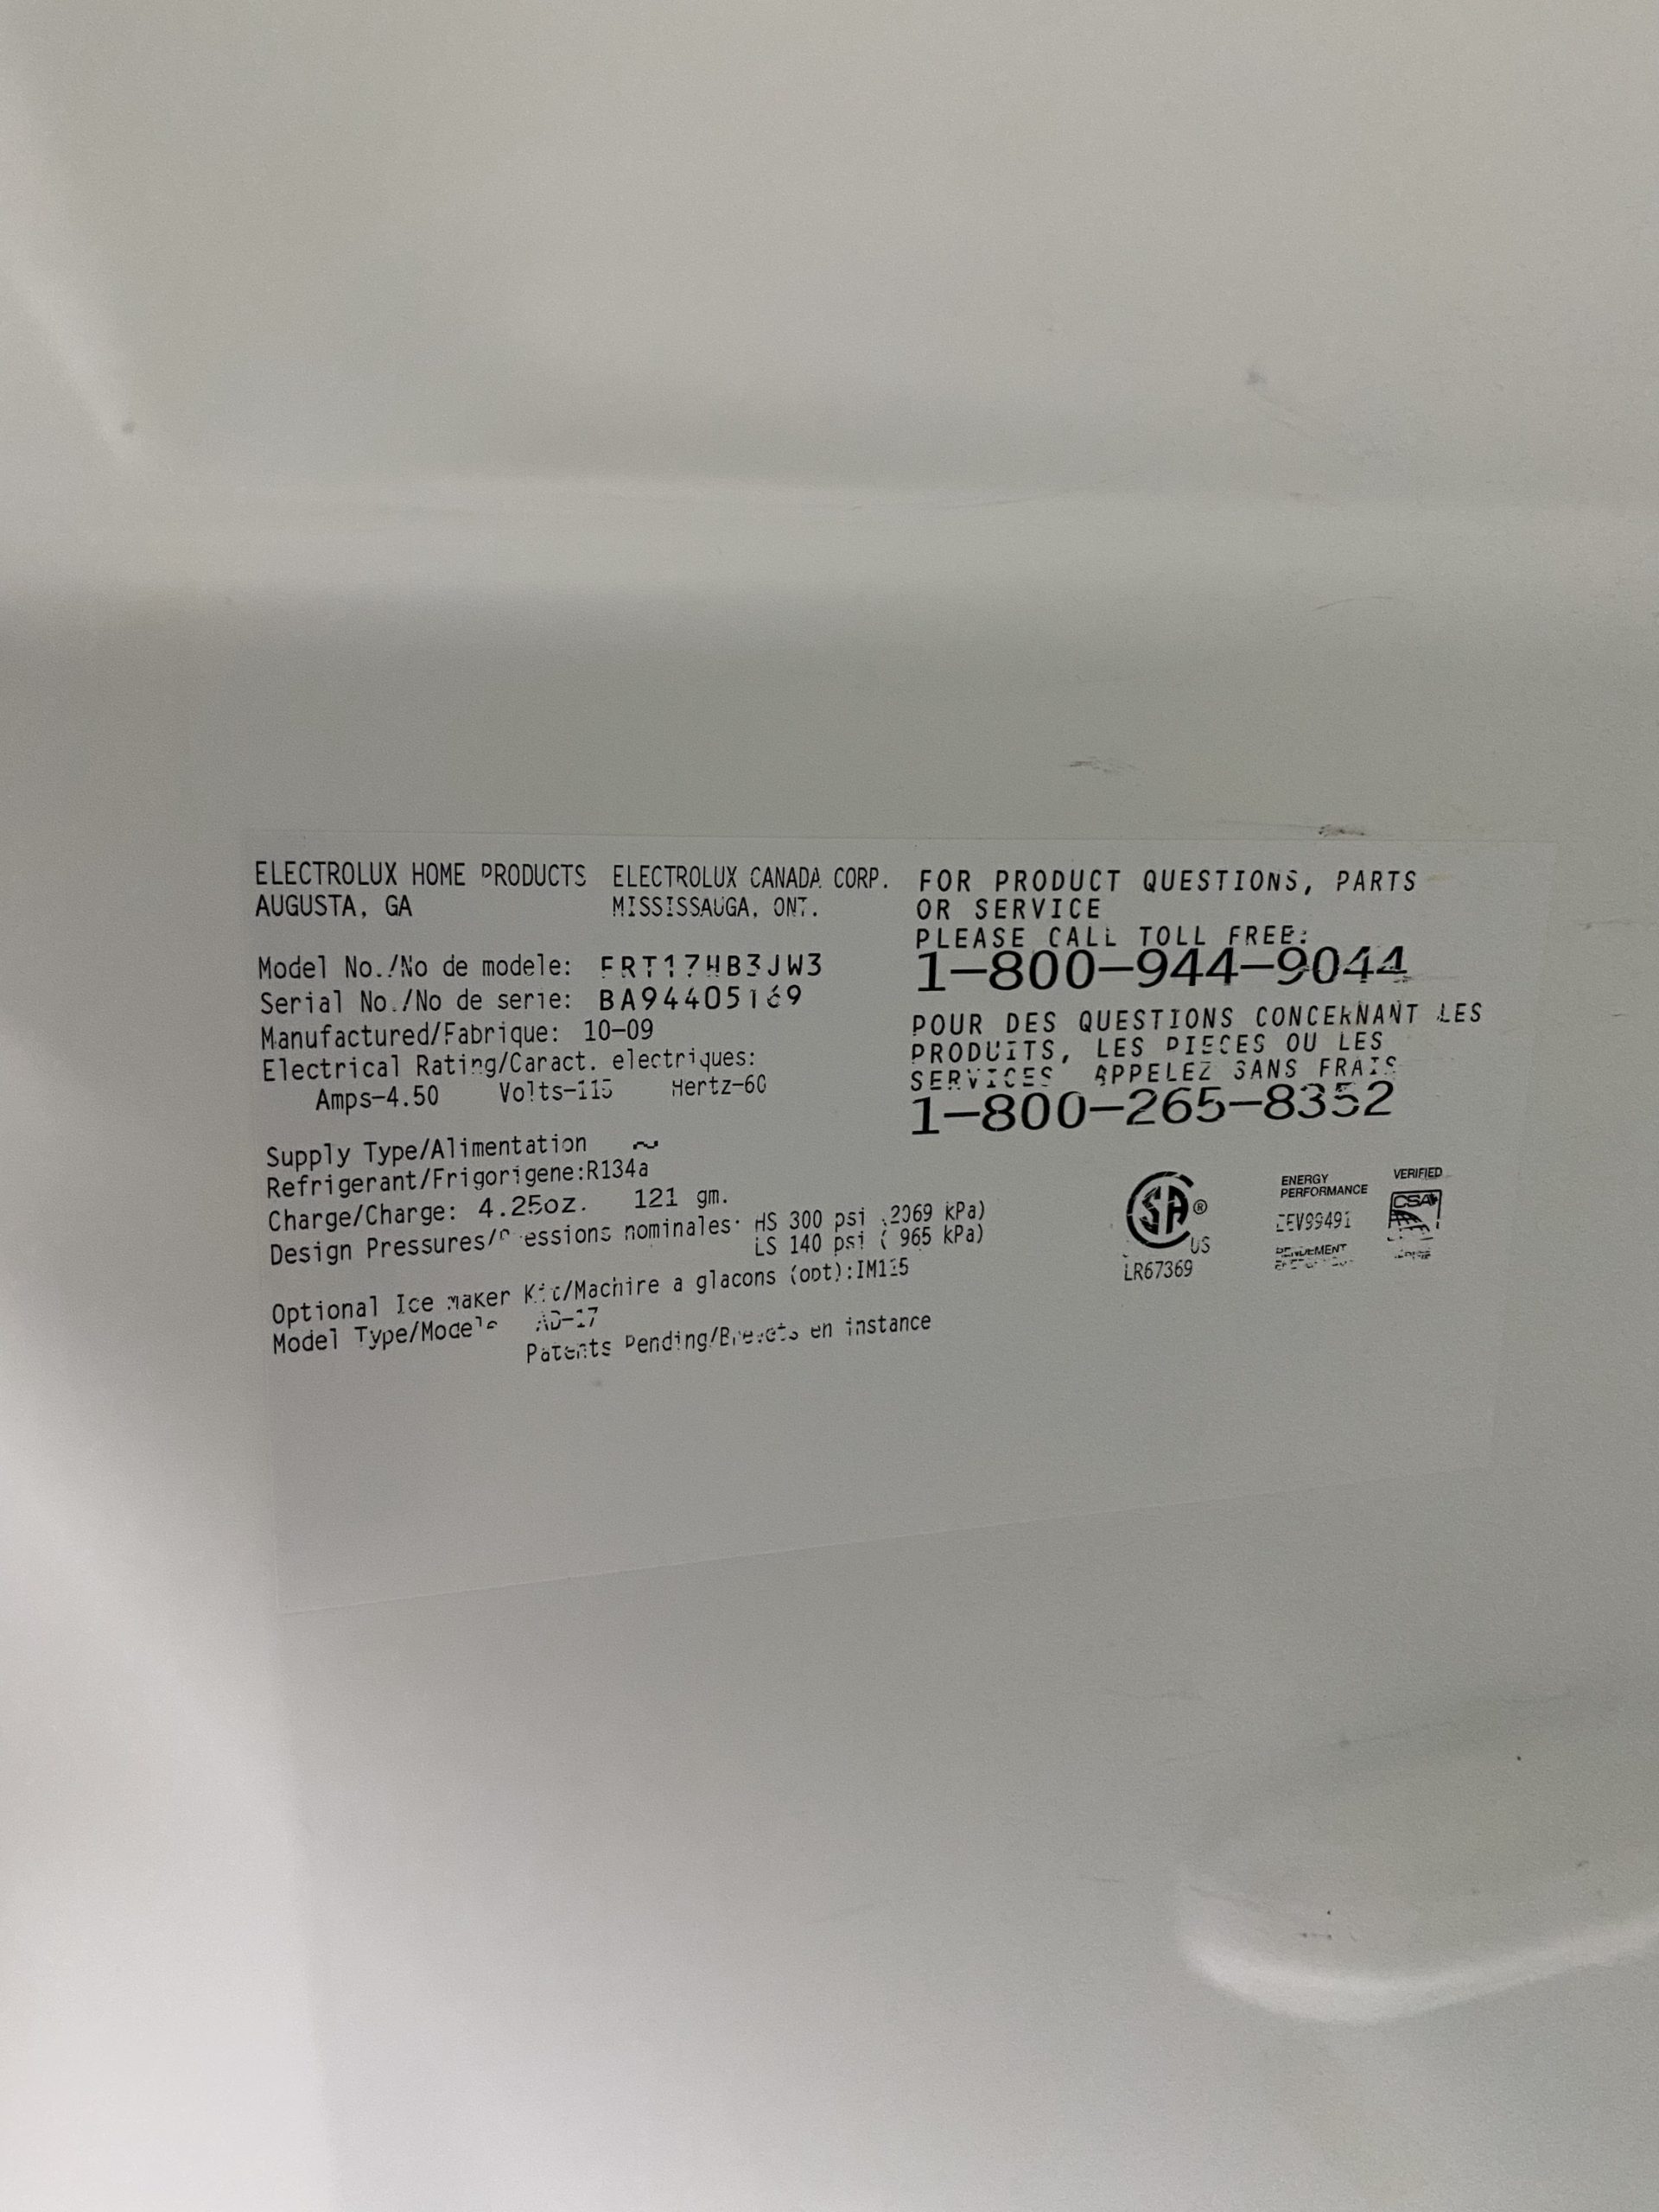 ELECTROLUX HOME PRODUCTS
AUGUSTA, GA
ELECTROLUX CANADA CORP.
MISSISSAUGA, ONT.
Model No./No de modele: FRT17HB3JW3
Serial No./No de serie: BA94405169
Manufactured/Fabrique: 10-09
Electrical Rating/Caract. electriques:
Amps-4.50 Volts-115 Hertz-60
Supply Type/Alimentation ~
Refrigerant/Frigorigene:R134a
Charge/Charge: 4.25oz. 121 gm.
Design Pressures/Pressions nominales: HS 300 psi (2069 kPa)
LS 140 psi ( 965 kPa)
Optional Ice maker Kit/Machine a glacons (opt):IM115
Model Type/Modele AD-17
Patents Pending/Brevets en instance
FOR PRODUCT QUESTIONS, PARTS
OR SERVICE
PLEASE CALL TOLL FREE:
1-800-944-9044
POUR DES QUESTIONS CONCERNANT LES
PRODUITS, LES PIECES OU LES
SERVICES, APPELEZ SANS FRAIS
1-800-265-8352
SA ® US
LR67369
ENERGY
PERFORMANCE
EEV99491
RENDEMENT
VERIFIED
CSA